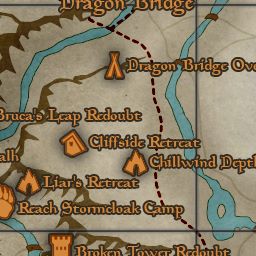 Dragon Bridge
Dragon Bridge Ove
Bruca's Leap Redoubt
Cliffside Retreat
Chillwind Depth
alh
Liar's Retreat
Reach Stormcloak Camp
Broken Tower Redoubt